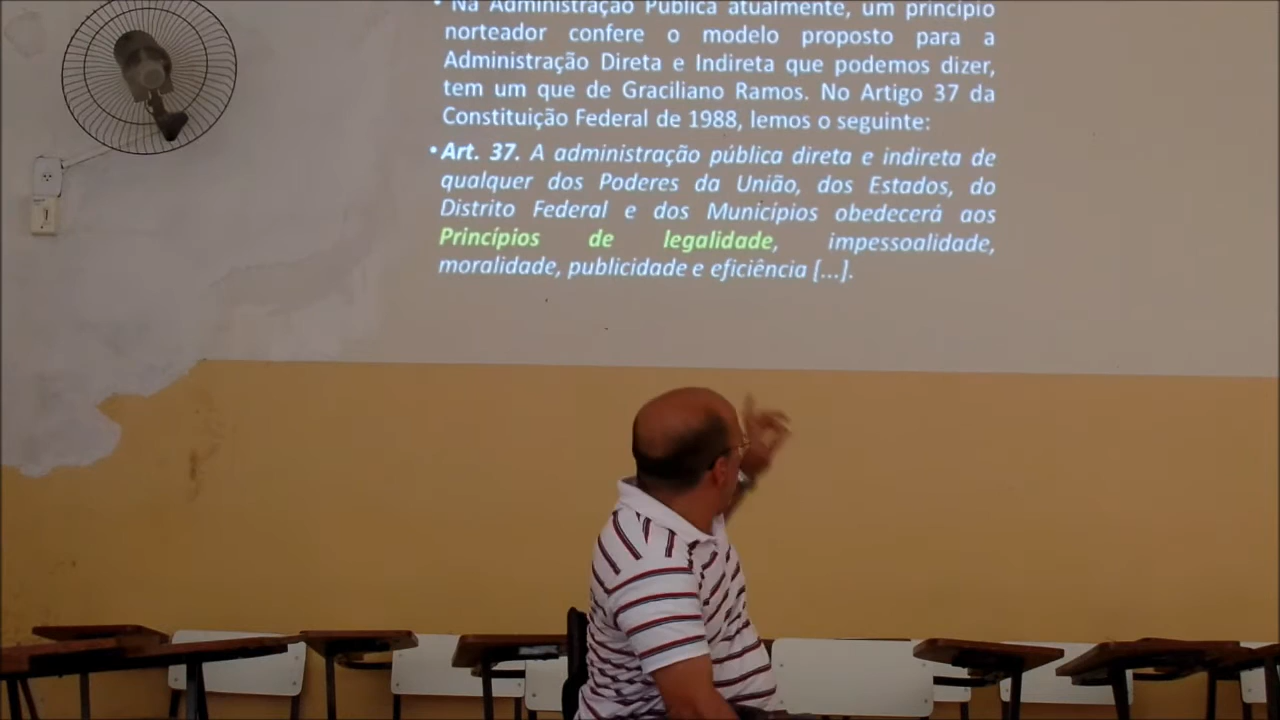 • Na Administração Pública atualmente, um princípio
norteador confere o modelo proposto para a
Administração Direta e Indireta que podemos dizer,
tem um que de Graciliano Ramos. No Artigo 37 da
Constituição Federal de 1988, lemos o seguinte:
• Art. 37. A administração pública direta e indireta de
qualquer dos Poderes da União, dos Estados, do
Distrito Federal e dos Municípios obedecerá aos
Princípios de legalidade, impessoalidade,
moralidade, publicidade e eficiência [...].